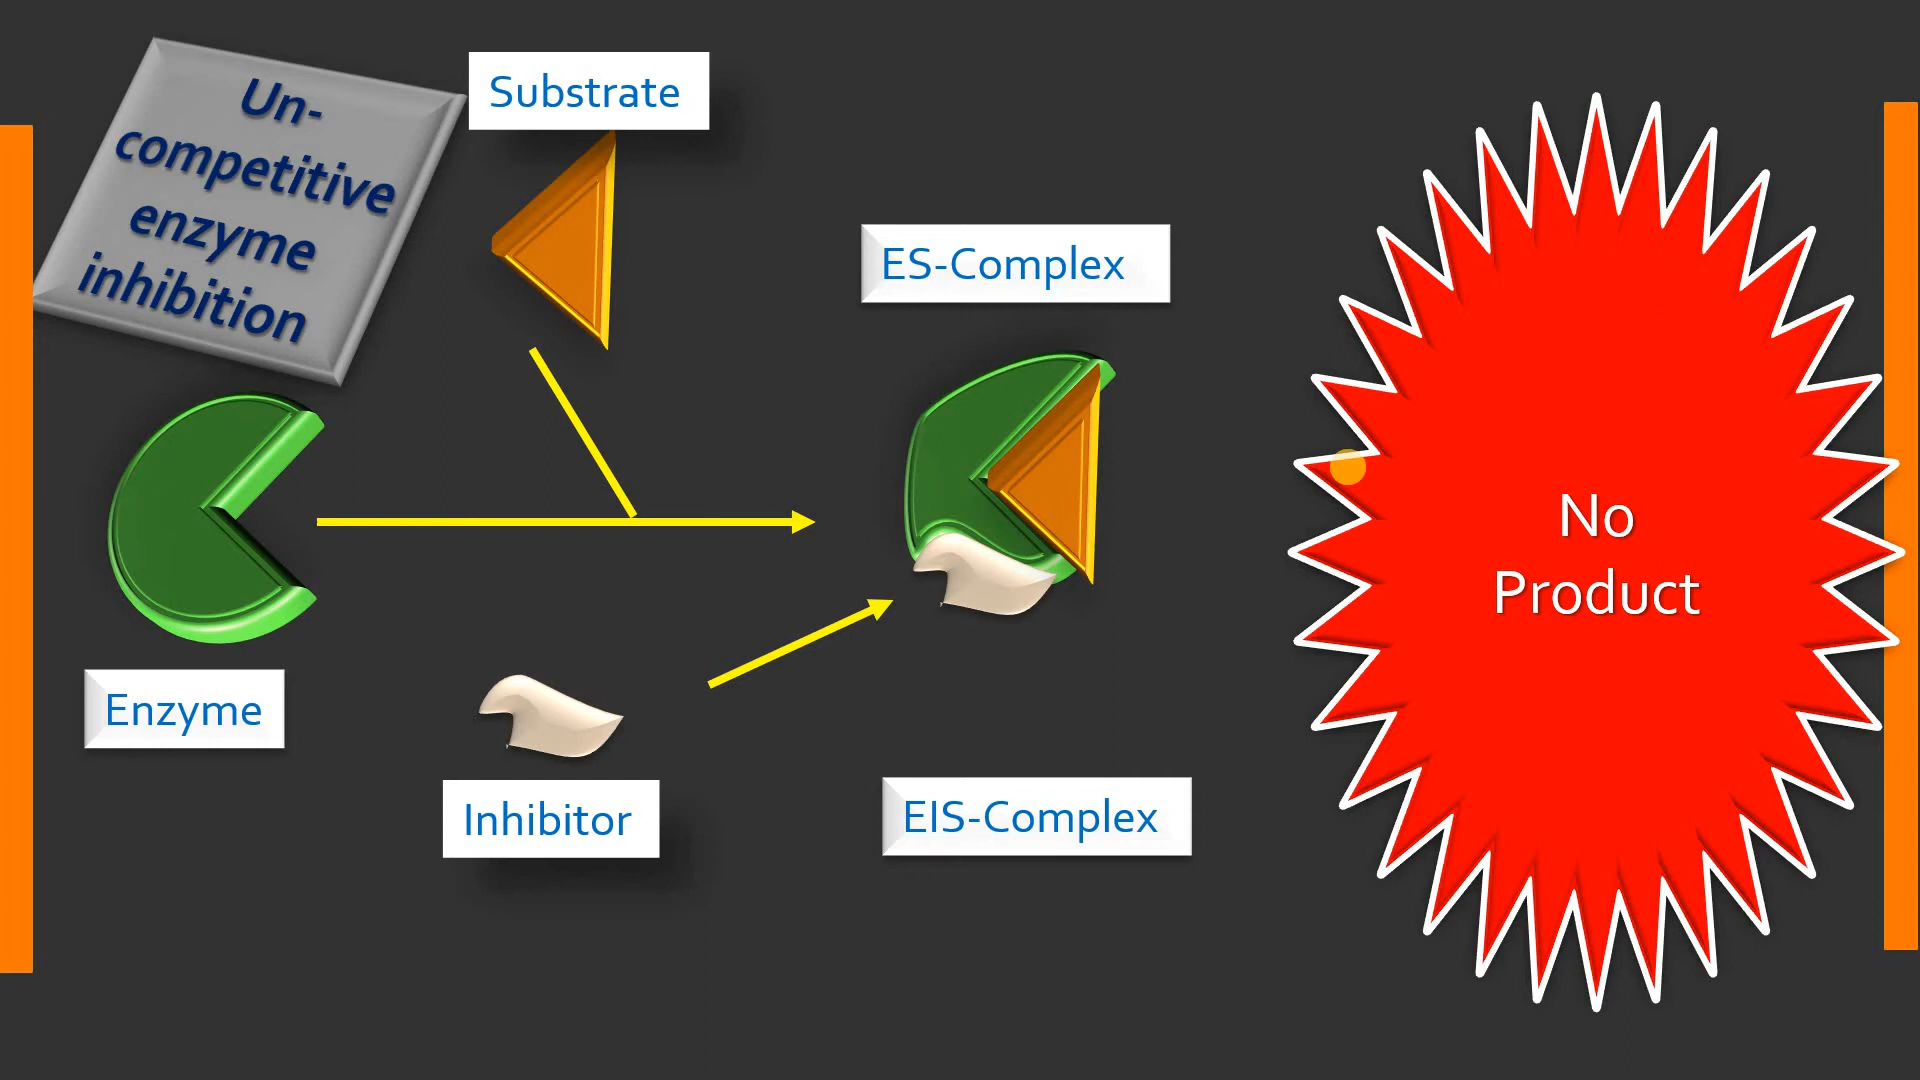 Un-
competitive
enzyme
inhibition
Substrate
ES-Complex
No
Product
Enzyme
Inhibitor
EIS-Complex